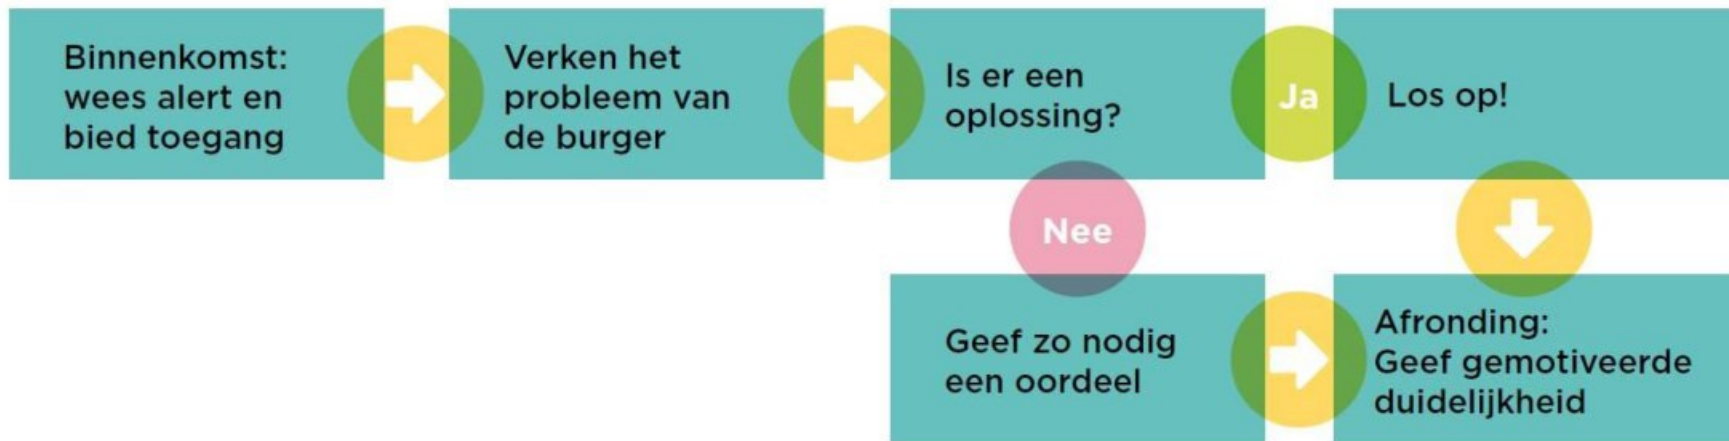 Binnenkomst:
wees alert en
bied toegang
Verken het
probleem van
de burger
Is er een
oplossing?
Ja
Los op!
Nee
Geef zo nodig
een oordeel
Afronding:
Geef gemotiveerde
duidelijkheid